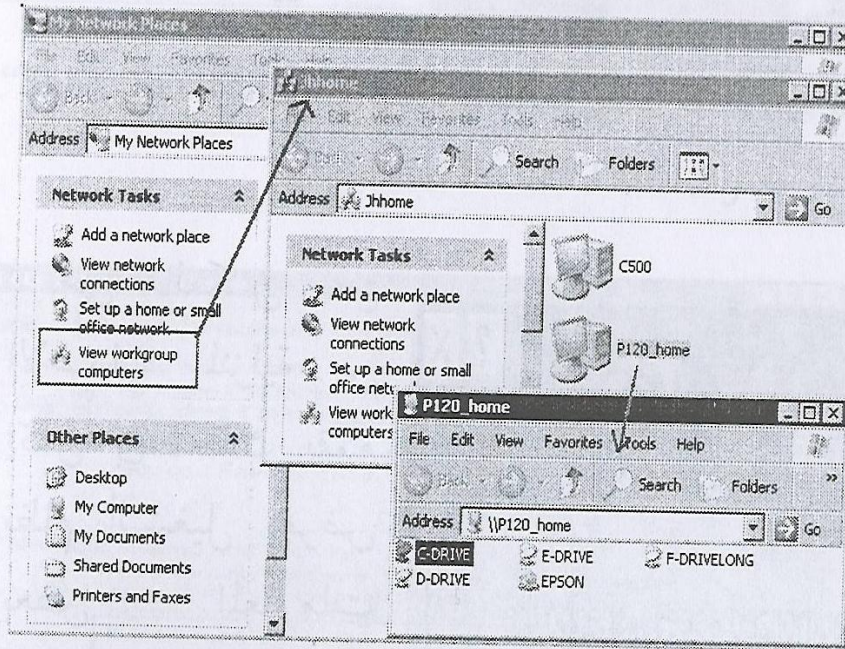 My Network Places
File Edit View Favorites Tools Help
Back
Address My Network Places
Network Tasks
Add a network place
View network
connections
Set up a home or small
office network
View workgroup
computers
Other Places
Desktop
My Computer
My Documents
Shared Documents
Printers and Faxes
Jhhome
File Edit View Favorites Tools Help
Back Search Folders
Address Jhhome Go
Network Tasks
Add a network place
View network
connections
Set up a home or small
office netw
View work
computers
C500
P120_home
P120_home
File Edit View Favorites Tools Help
Back Search Folders »
Address \\P120_home Go
C-DRIVE E-DRIVE F-DRIVELONG
D-DRIVE EPSON